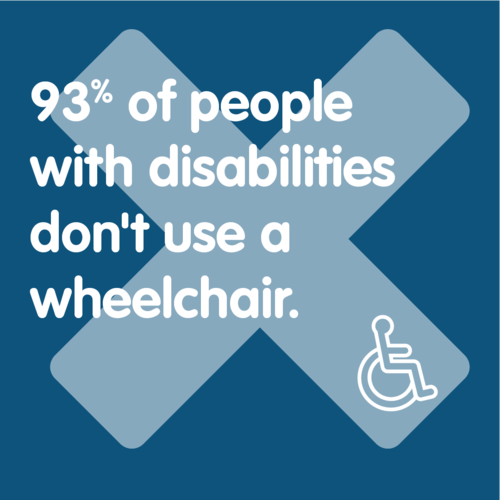 93% of people
with disabilities
don't use a
wheelchair.